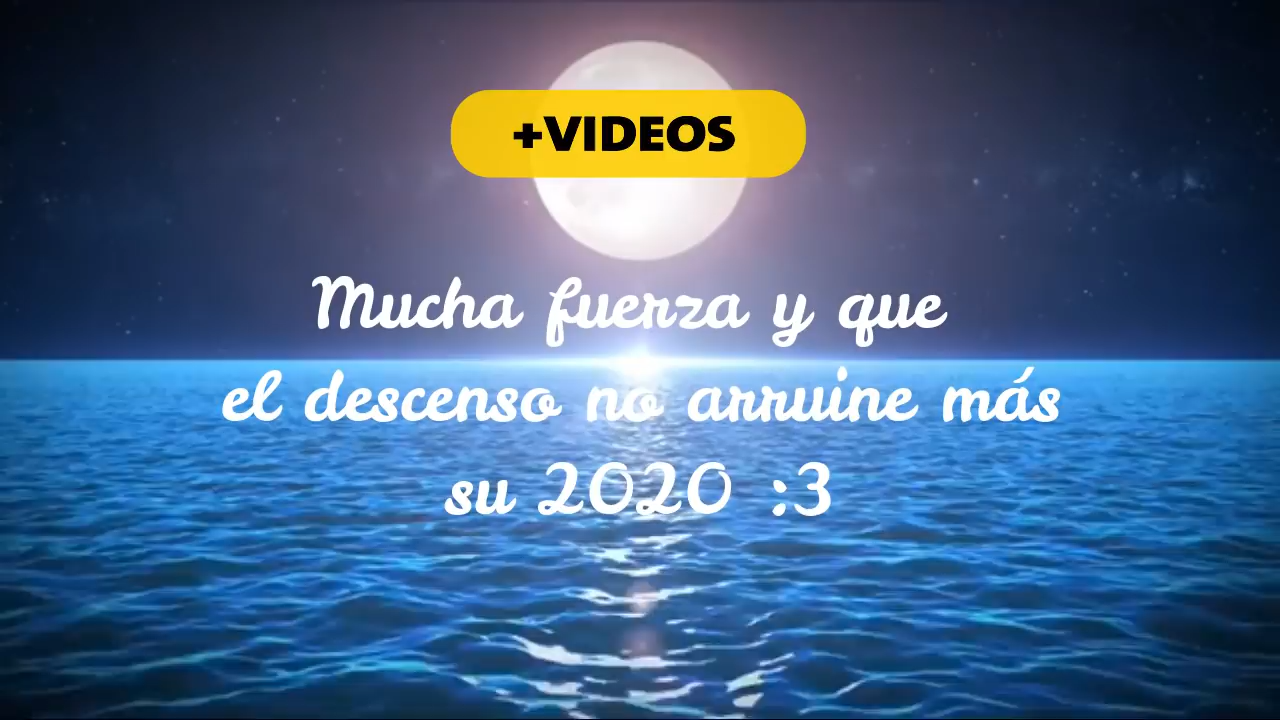 +VIDEOS
Mucha fuerza y que
el descenso no arruine más
su 2020 :3